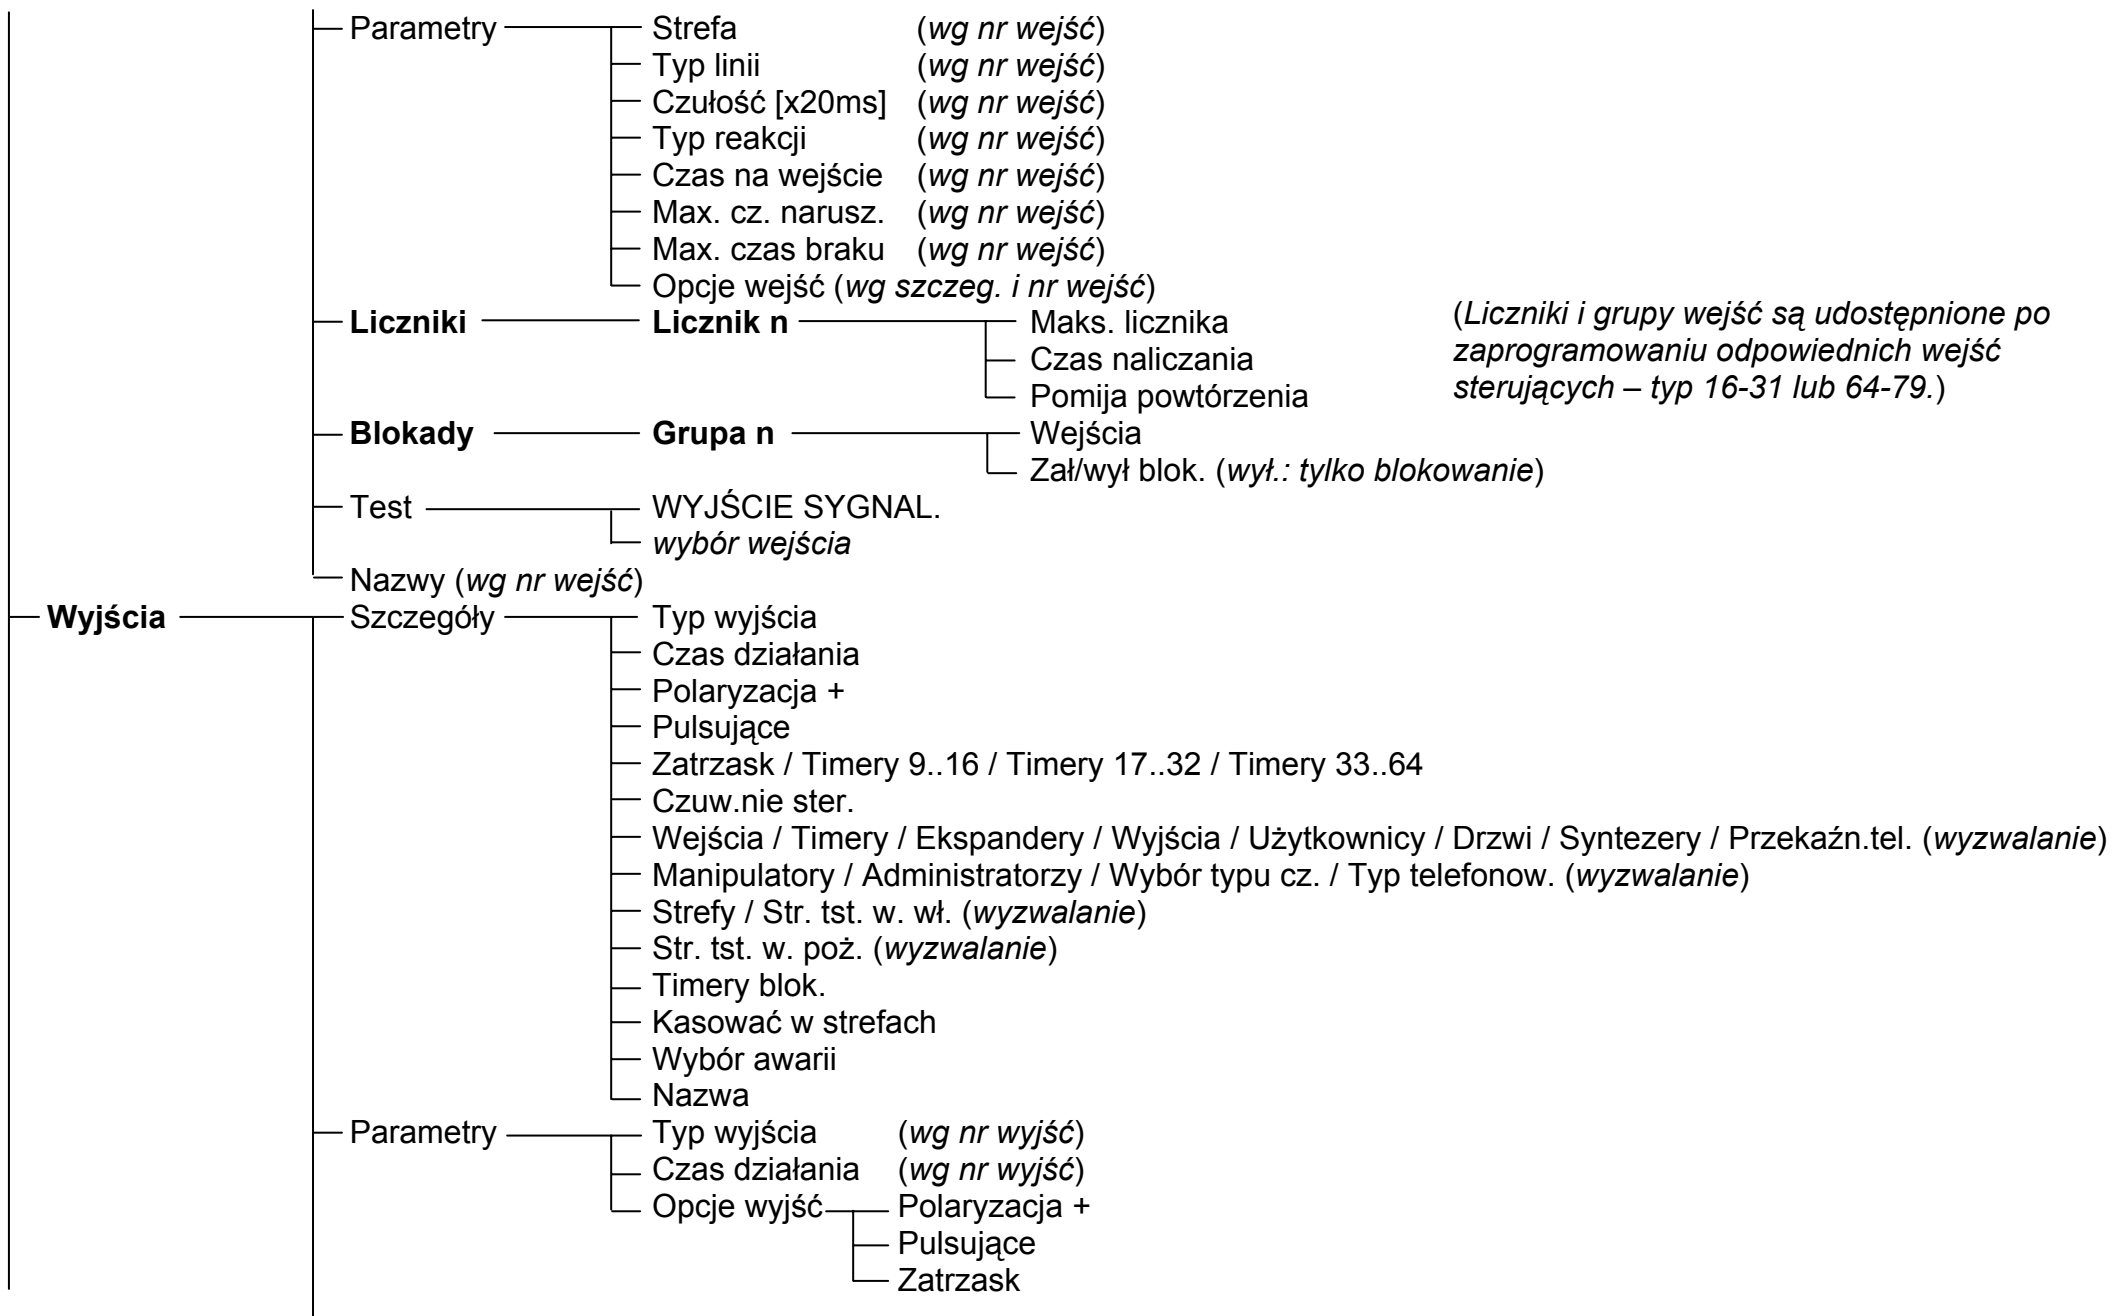 Parametry Strefa (wg nr wejść)
Typ linii (wg nr wejść)
Czułość [x20ms] (wg nr wejść)
Typ reakcji (wg nr wejść)
Czas na wejście (wg nr wejść)
Max. cz. narusz. (wg nr wejść)
Max. czas braku (wg nr wejść)
Opcje wejść (wg szczeg. i nr wejść)
Liczniki Licznik n Maks. licznika
Czas naliczania
Pomija powtórzenia
(Liczniki i grupy wejść są udostępnione po
zaprogramowaniu odpowiednich wejść
sterujących – typ 16-31 lub 64-79.)
Blokady Grupa n Wejścia
Zał/wył blok. (wył.: tylko blokowanie)
Test WYJŚCIE SYGNAL.
wybór wejścia
Nazwy (wg nr wejść)
Wyjścia Szczegóły Typ wyjścia
Czas działania
Polaryzacja +
Pulsujące
Zatrzask / Timery 9..16 / Timery 17..32 / Timery 33..64
Czuw.nie ster.
Wejścia / Timery / Ekspandery / Wyjścia / Użytkownicy / Drzwi / Syntezery / Przekaźn.tel. (wyzwalanie)
Manipulatory / Administratorzy / Wybór typu cz. / Typ telefonow. (wyzwalanie)
Strefy / Str. tst. w. wł. (wyzwalanie)
Str. tst. w. poż. (wyzwalanie)
Timery blok.
Kasować w strefach
Wybór awarii
Nazwa
Parametry Typ wyjścia (wg nr wyjść)
Czas działania (wg nr wyjść)
Opcje wyjść Polaryzacja +
Pulsujące
Zatrzask